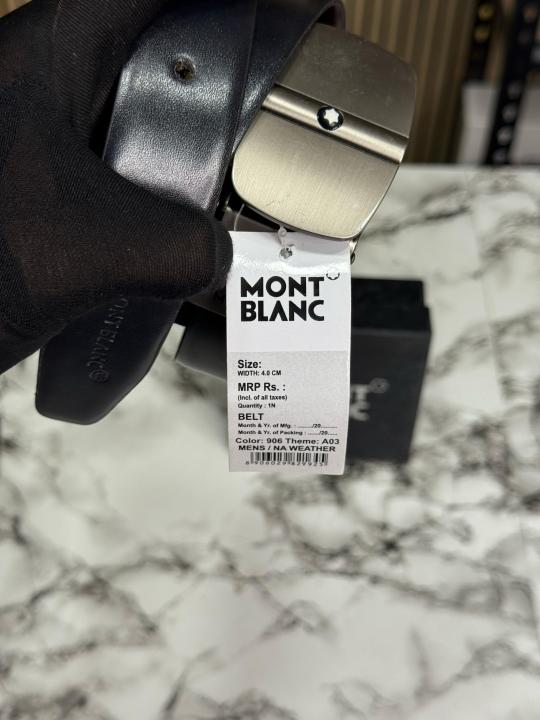 MONT
BLANC
Size:
WIDTH: 4.0 CM
MRP Rs. :
(Incl. of all taxes)
Quantity : 1N
BELT
Month & Yr. of Mfg. : ....../20......
Month & Yr. of Packing : ....../20......
Color: 906 Theme: A03
MENS / NA WEATHER
MONTBLANC